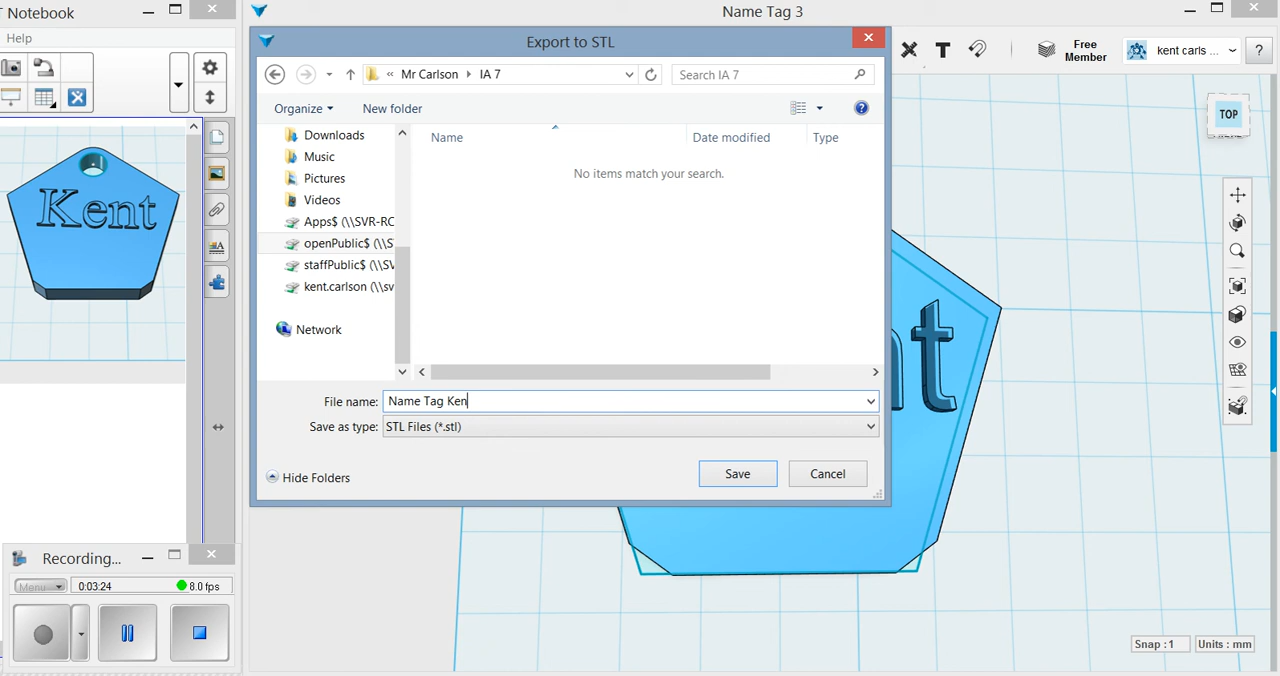 T Notebook
Help
Kent
Recording...
Menu
0:03:24
8.0 fps
Name Tag 3
Export to STL
« Mr Carlson IA 7
Search IA 7
Organize
New folder
Downloads
Music
Pictures
Videos
Apps$ (\\SVR-RC
openPublic$ (\\S
staffPublic$ (\\SV
kent.carlson (\\sv
Network
Name
Date modified
Type
No items match your search.
File name: Name Tag Ken
Save as type: STL Files (*.stl)
Hide Folders
Save
Cancel
T
Free
Member
kent carls ...
?
TOP
nt
Snap : 1
Units : mm